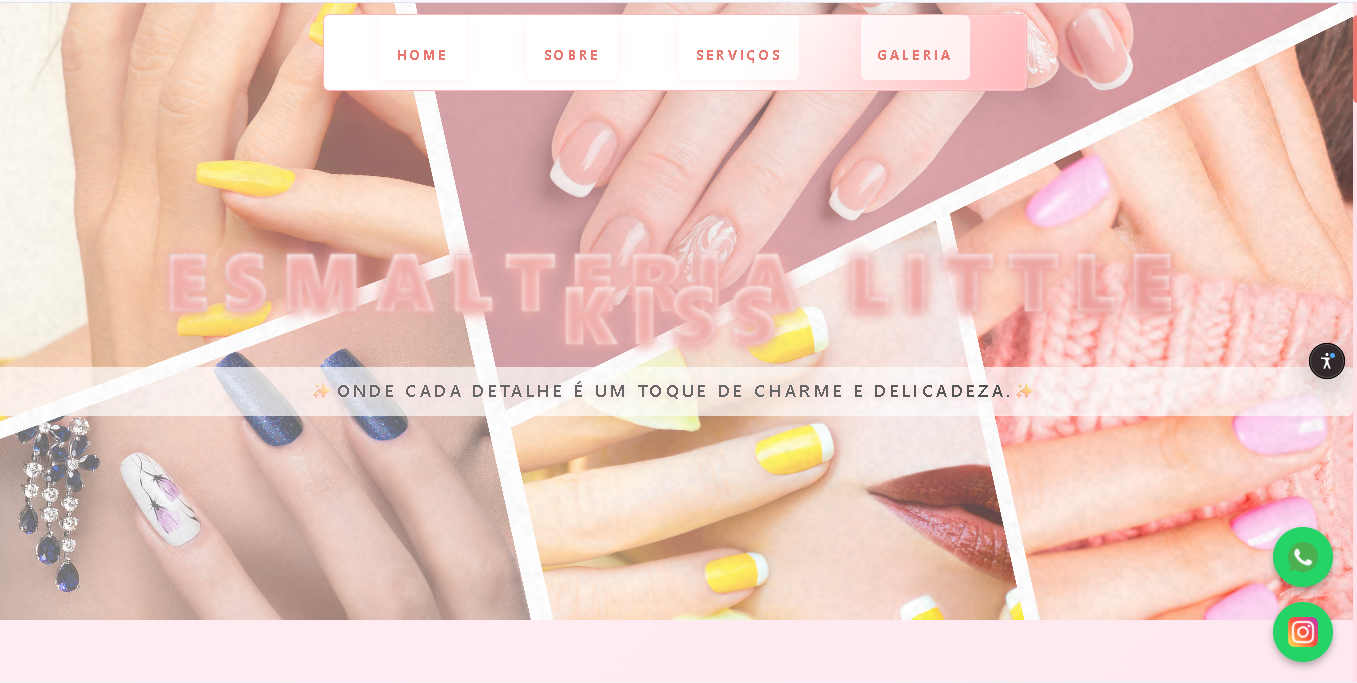 HOME SOBRE SERVIÇOS GALERIA
ESMALTERIA LITTLE
KISS
✨ONDE CADA DETALHE É UM TOQUE DE CHARME E DELICADEZA.✨